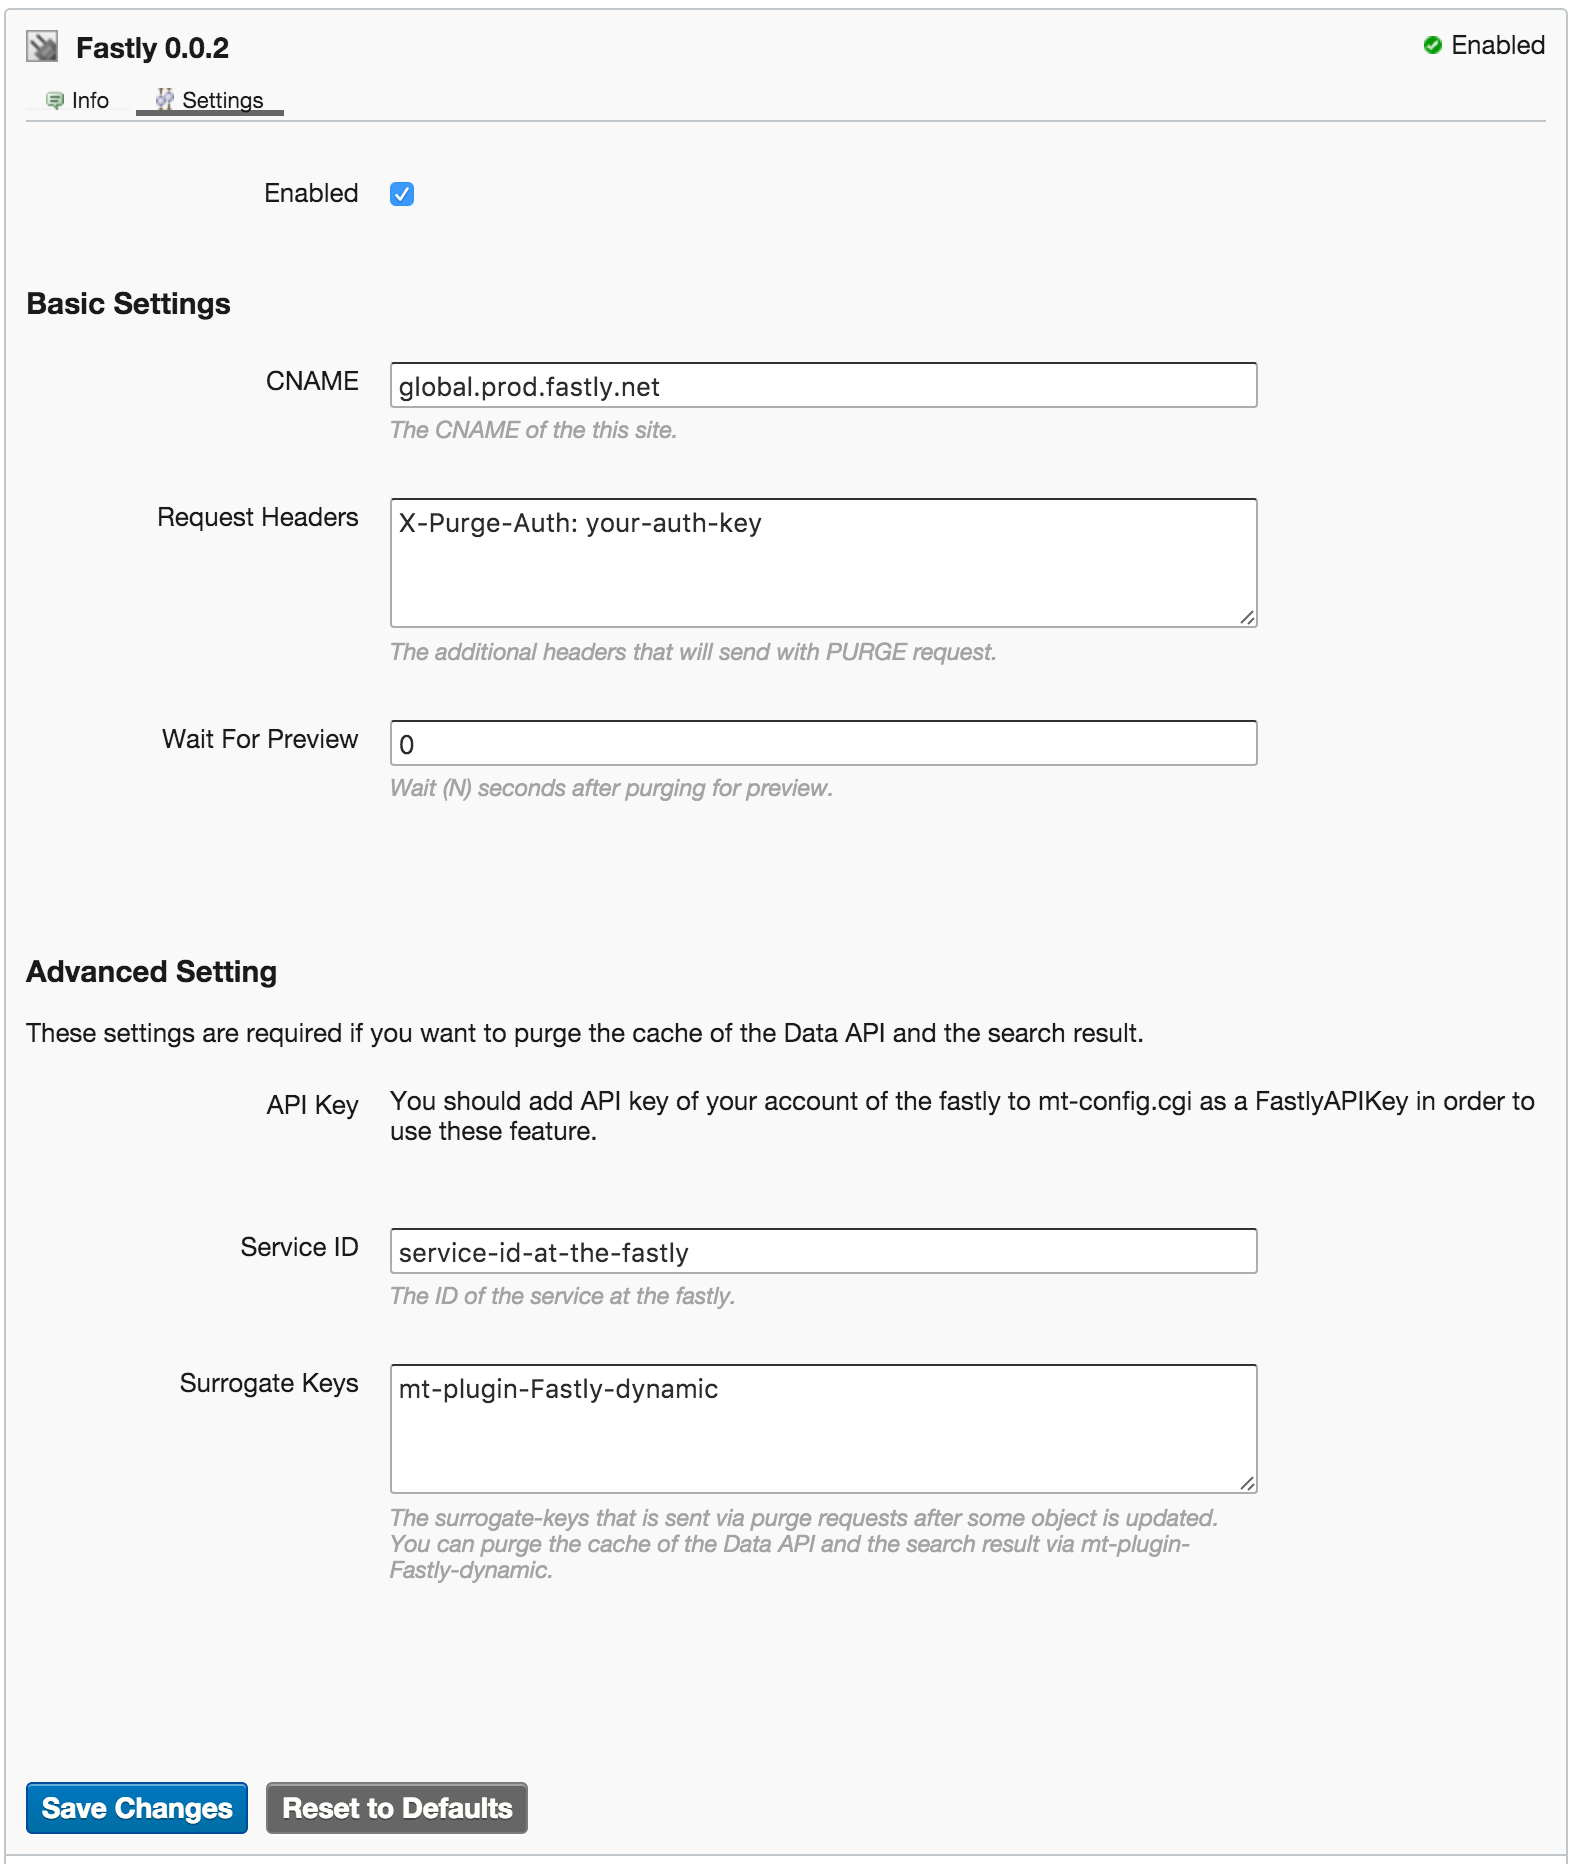 Fastly 0.0.2
Enabled
Info
Settings
Enabled
Basic Settings
CNAME
global.prod.fastly.net
The CNAME of the this site.
Request Headers
X-Purge-Auth: your-auth-key
The additional headers that will send with PURGE request.
Wait For Preview
0
Wait (N) seconds after purging for preview.
Advanced Setting
These settings are required if you want to purge the cache of the Data API and the search result.
API Key
You should add API key of your account of the fastly to mt-config.cgi as a FastlyAPIKey in order to
use these feature.
Service ID
service-id-at-the-fastly
The ID of the service at the fastly.
Surrogate Keys
mt-plugin-Fastly-dynamic
The surrogate-keys that is sent via purge requests after some object is updated.
You can purge the cache of the Data API and the search result via mt-plugin-
Fastly-dynamic.
Save Changes
Reset to Defaults